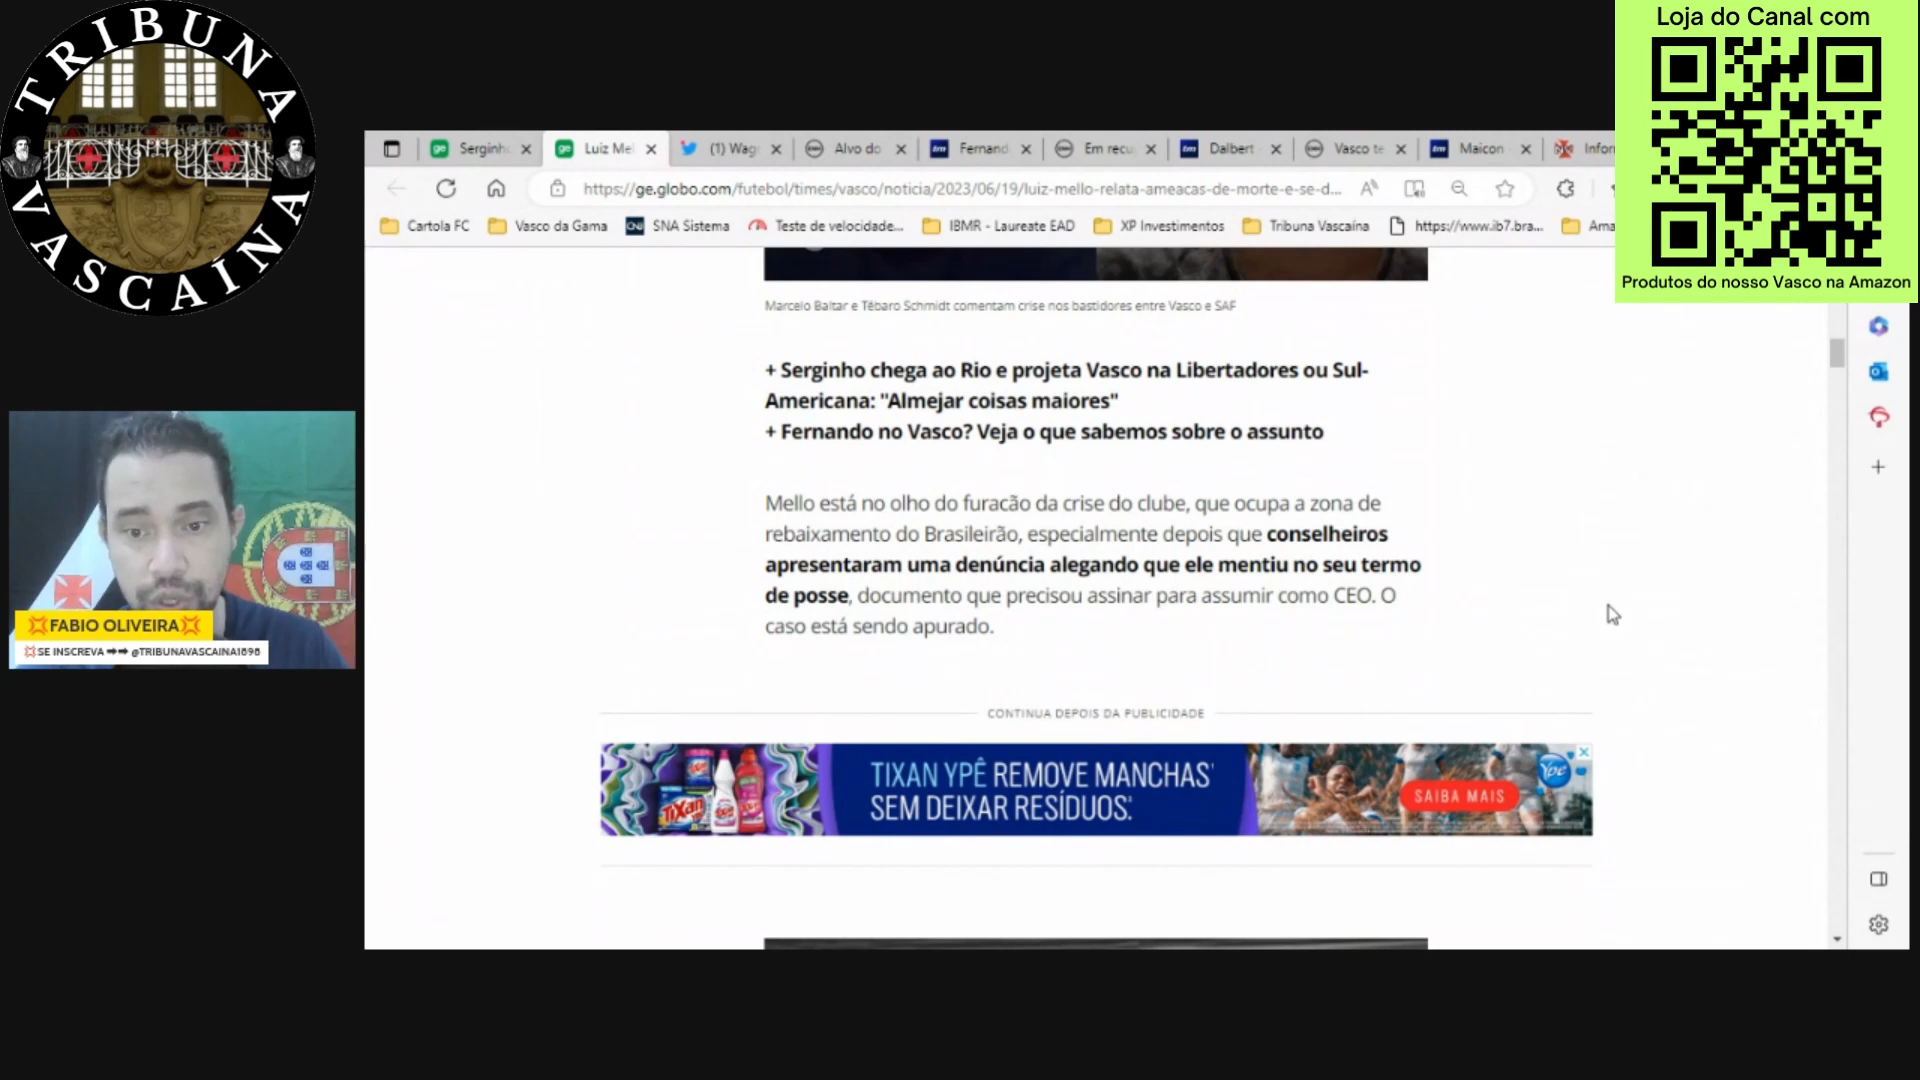 TRIBUNA VASCAÍNA
Loja do Canal com
Produtos do nosso Vasco na Amazon
Serginh
Luiz Mel
(1) Wag
Alvo do
Fernand
Em recu
Dalbert
Vasco te
Maicon
Infor
https://ge.globo.com/futebol/times/vasco/noticia/2023/06/19/luiz-mello-relata-ameacas-de-morte-e-se-d...
Cartola FC
Vasco da Gama
SNA Sistema
Teste de velocidade...
IBMR - Laureate EAD
XP Investimentos
Tribuna Vascaína
https://www.ib7.bra...
Ama
Marcelo Baltar e Tébaro Schmidt comentam crise nos bastidores entre Vasco e SAF
+ Serginho chega ao Rio e projeta Vasco na Libertadores ou Sul-
Americana: "Almejar coisas maiores"
+ Fernando no Vasco? Veja o que sabemos sobre o assunto
Mello está no olho do furacão da crise do clube, que ocupa a zona de
rebaixamento do Brasileirão, especialmente depois que conselheiros
apresentaram uma denúncia alegando que ele mentiu no seu termo
de posse, documento que precisou assinar para assumir como CEO. O
caso está sendo apurado.
FABIO OLIVEIRA
SE INSCREVA ➡➡ @TRIBUNAVASCAINA1898
CONTINUA DEPOIS DA PUBLICIDADE
TIXAN YPÊ REMOVE MANCHAS¹
SEM DEIXAR RESÍDUOS.
Tixan
Ypê
SAIBA MAIS